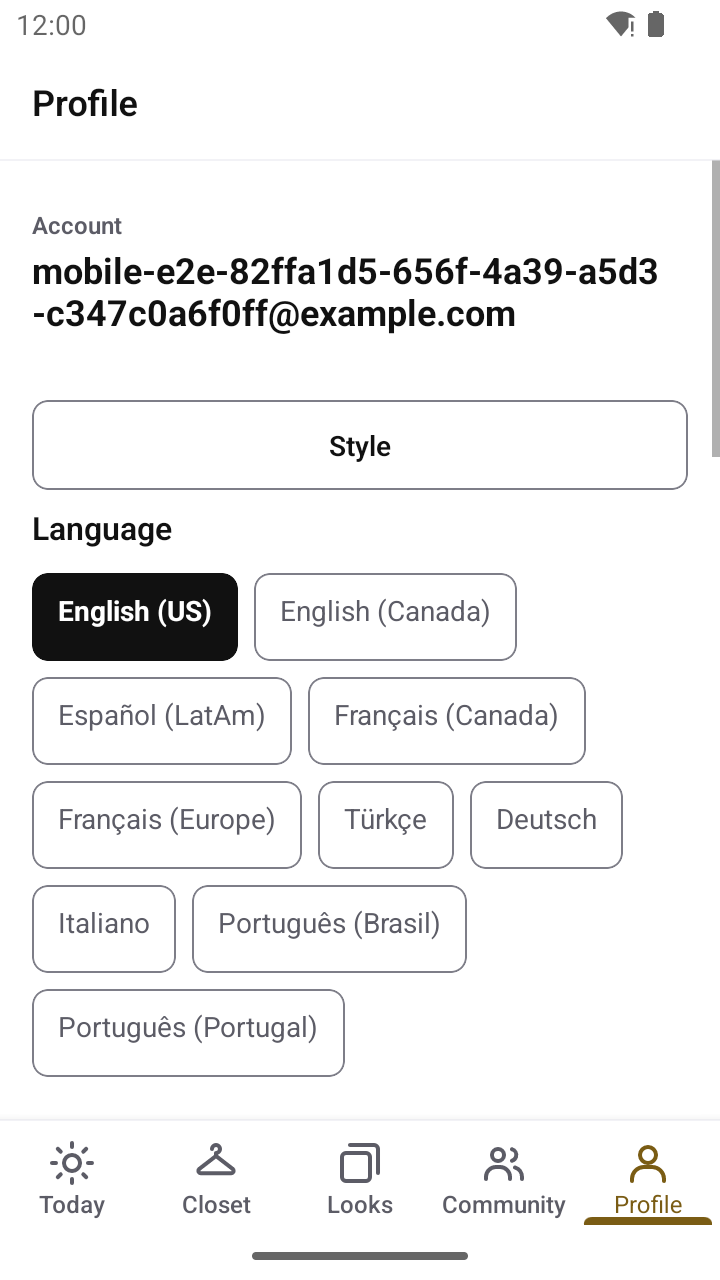 12:00
Profile
Account
mobile-e2e-82ffa1d5-656f-4a39-a5d3
-c347c0a6f0ff@example.com
Style
Language
English (US)
English (Canada)
Español (LatAm)
Français (Canada)
Français (Europe)
Türkçe
Deutsch
Italiano
Português (Brasil)
Português (Portugal)
Today
Closet
Looks
Community
Profile